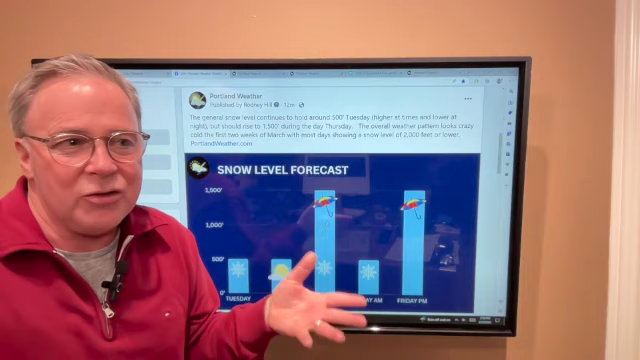 Portland Weather
Published by Rodney Hill
· 12m ·
The general snow level continues to hold around 500' Tuesday (higher at times and lower at
night), but should rise to 1,500' during the day Thursday. The overall weather pattern looks crazy
cold the first two weeks of March with most days showing a snow level of 2,000 feet or lower.
PortlandWeather.com
SNOW LEVEL FORECAST
1,500'
1,000'
500'
0'
TUESDAY
AM
FRIDAY PM